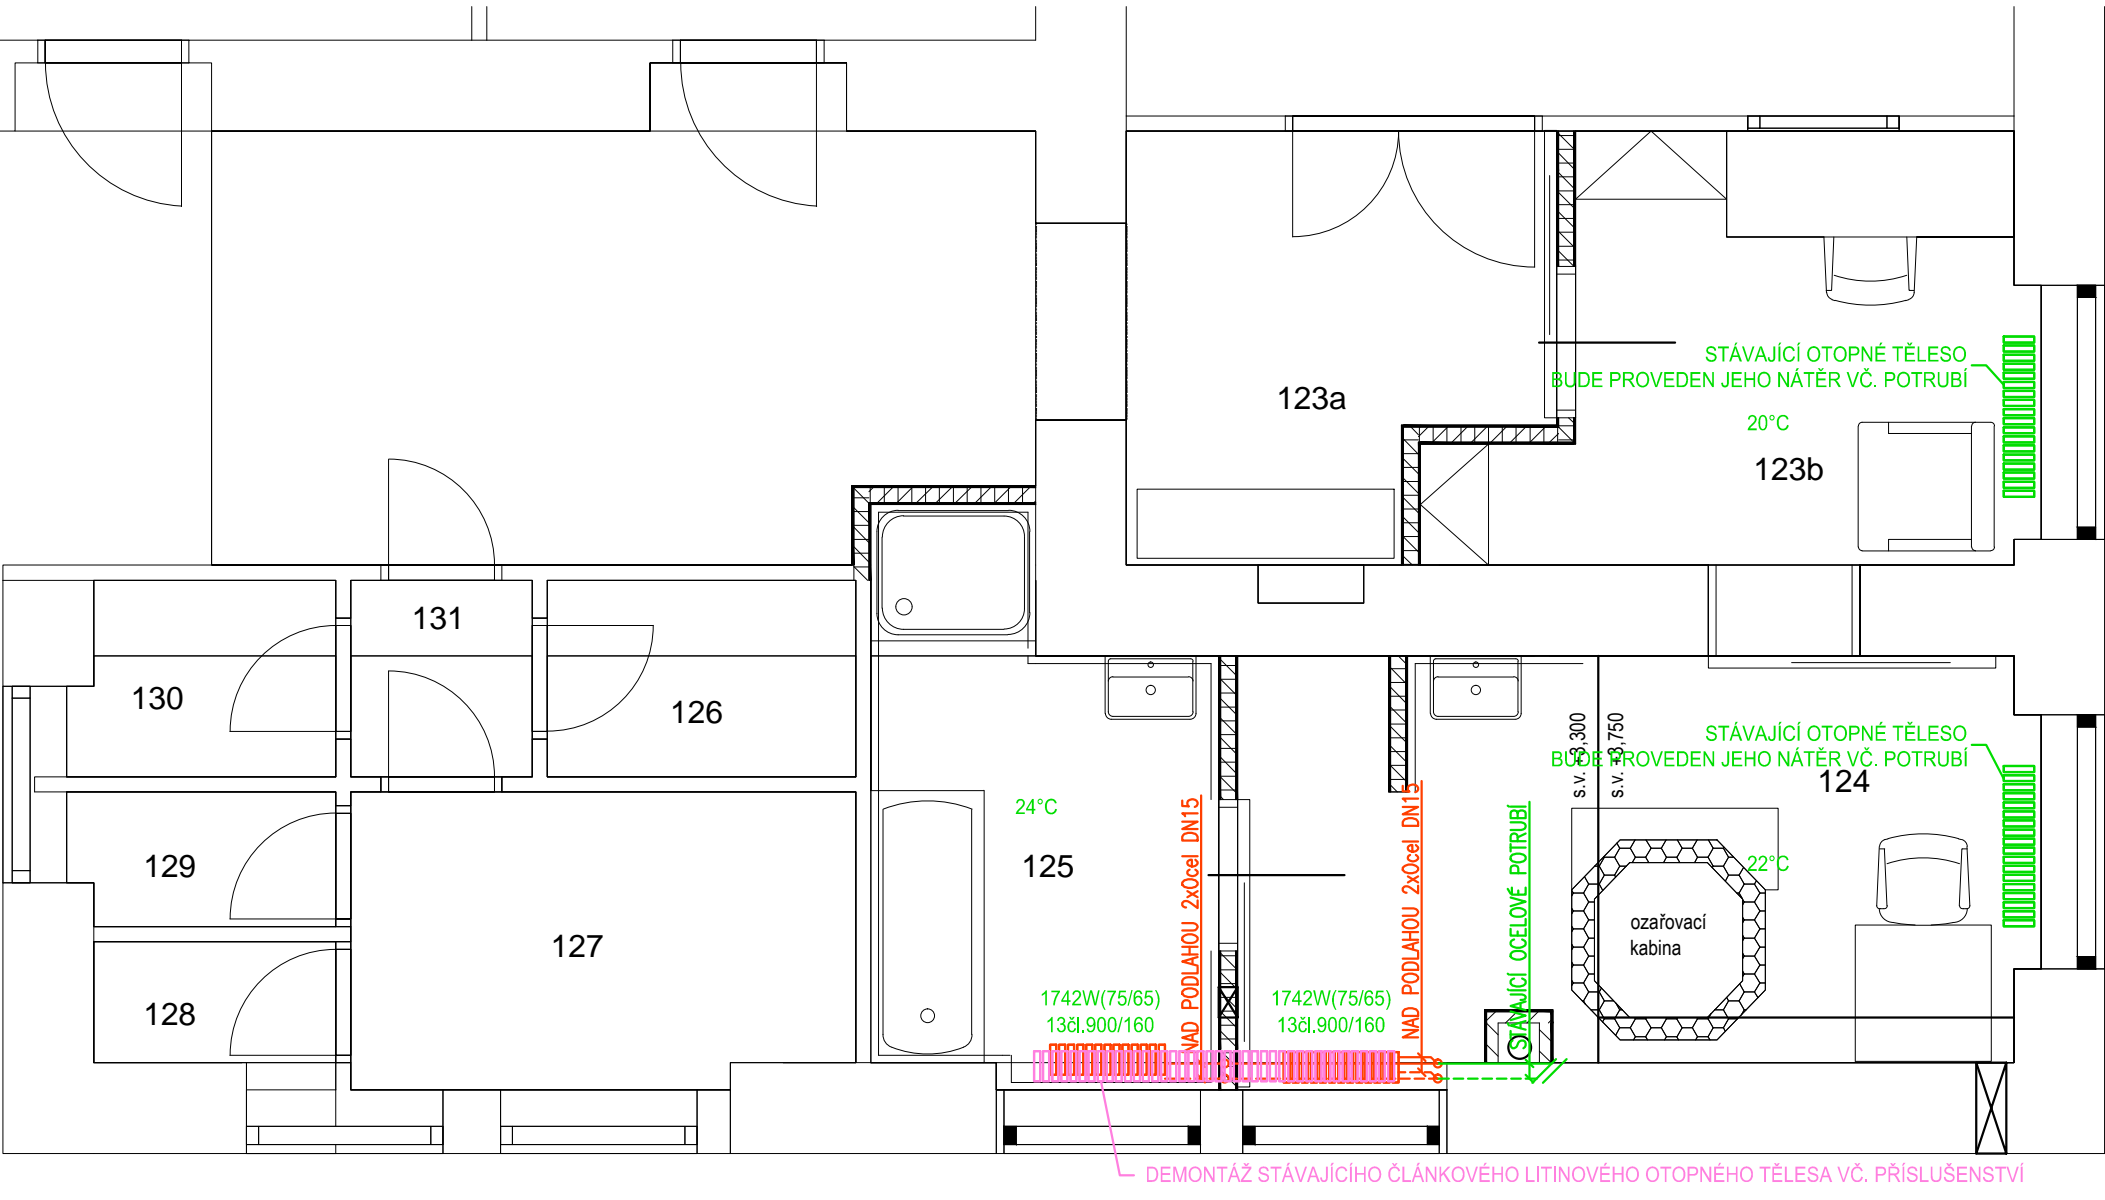 STÁVAJÍCÍ OTOPNÉ TĚLESO
BUDE PROVEDEN JEHO NÁTĚR VČ. POTRUBÍ
123a
20°C
123b
131
130
126
s.v. +3,300
s.v. +3,750
STÁVAJÍCÍ OTOPNÉ TĚLESO
BUDE PROVEDEN JEHO NÁTĚR VČ. POTRUBÍ
124
24°C
125
129
22°C
NAD PODLAHOU 2xOcel DN15
NAD PODLAHOU 2xOcel DN15
STÁVAJÍCÍ OCELOVÉ POTRUBÍ
ozařovací
kabina
127
128
1742W(75/65)
13čl.900/160
1742W(75/65)
13čl.900/160
DEMONTÁŽ STÁVAJÍCÍHO ČLÁNKOVÉHO LITINOVÉHO OTOPNÉHO TĚLESA VČ. PŘÍSLUŠENSTVÍ